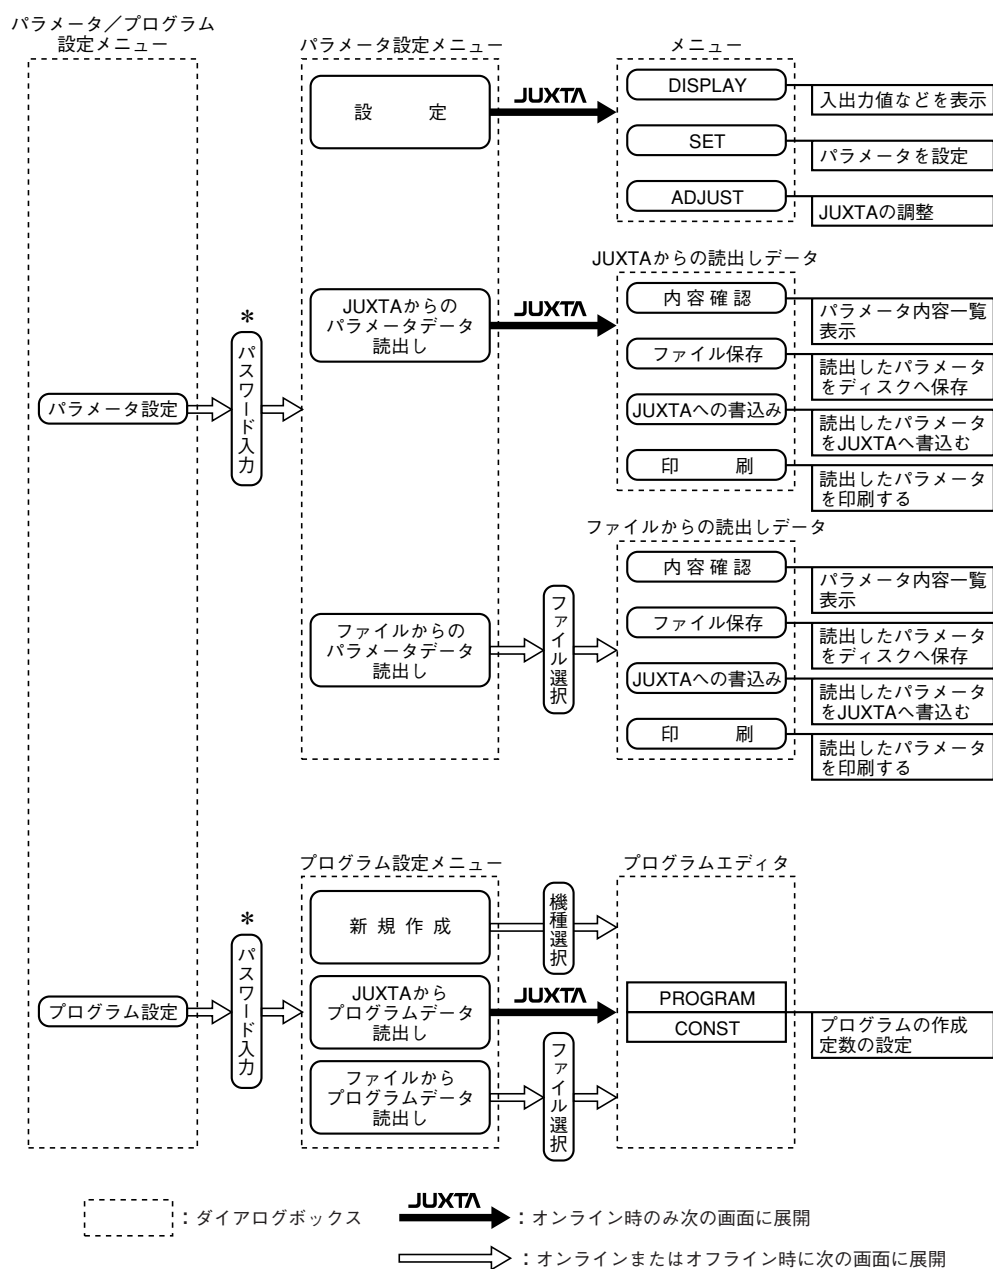 パラメータ／プログラム
設定メニュー
パラメータ設定
*
パスワード入力
パラメータ設定メニュー
設 定
JUXTA
メニュー
DISPLAY
入出力値などを表示
SET
パラメータを設定
ADJUST
JUXTAの調整
JUXTAからの
パラメータデータ
読出し
JUXTA
JUXTAからの読出しデータ
内容確認
パラメータ内容一覧
表示
ファイル保存
読出したパラメータ
をディスクへ保存
JUXTAへの書込み
読出したパラメータ
をJUXTAへ書込む
印 刷
読出したパラメータ
を印刷する
ファイルからの
パラメータデータ
読出し
ファイル選択
ファイルからの読出しデータ
内容確認
パラメータ内容一覧
表示
ファイル保存
読出したパラメータ
をディスクへ保存
JUXTAへの書込み
読出したパラメータ
をJUXTAへ書込む
印 刷
読出したパラメータ
を印刷する
プログラム設定
*
パスワード入力
プログラム設定メニュー
新規作成
機種選択
JUXTAから
プログラムデータ
読出し
JUXTA
ファイルから
プログラムデータ
読出し
ファイル選択
プログラムエディタ
PROGRAM
CONST
プログラムの作成
定数の設定
：ダイアログボックス
JUXTA
：オンライン時のみ次の画面に展開
：オンラインまたはオフライン時に次の画面に展開